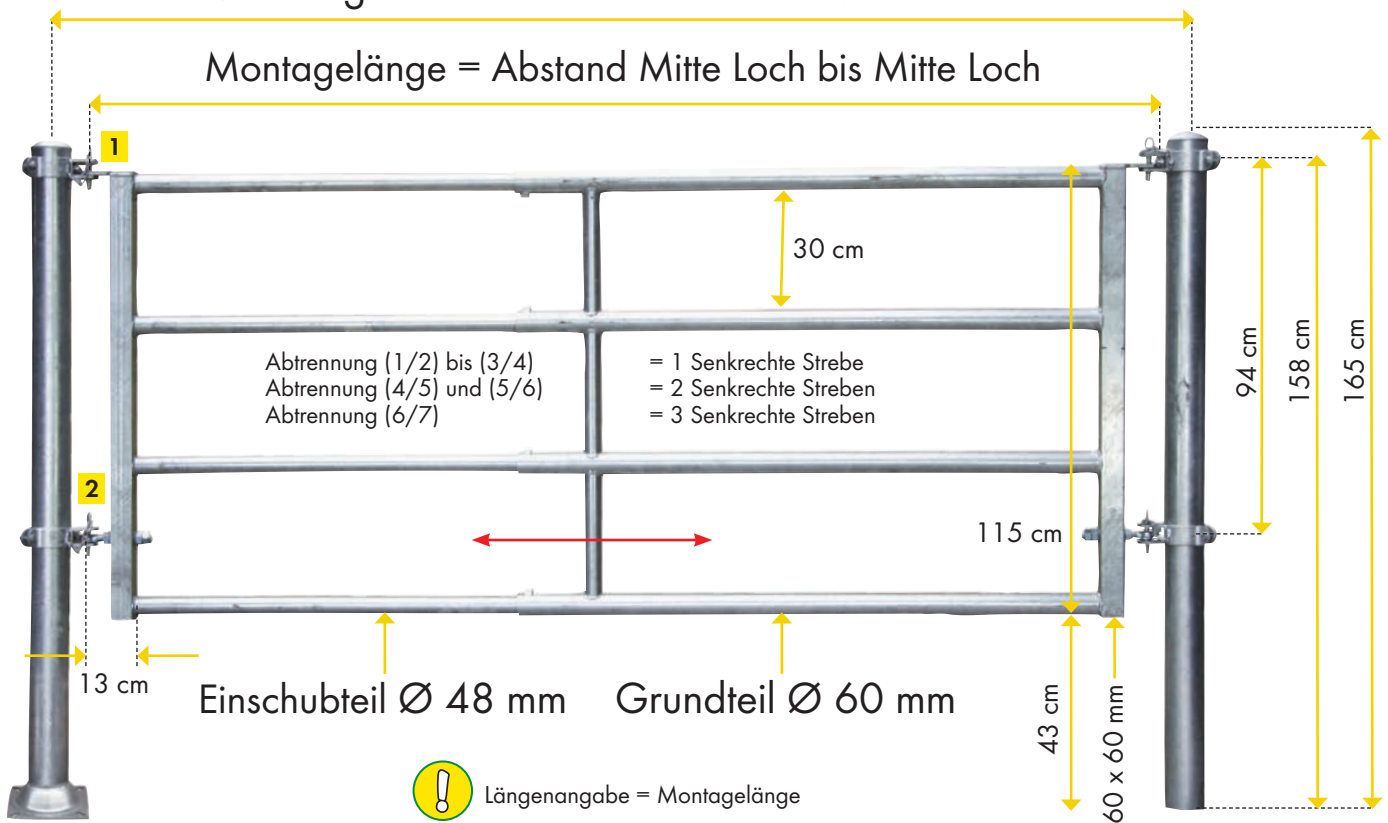 Montagelänge = Abstand Mitte Loch bis Mitte Loch
1
30 cm
Abtrennung (1/2) bis (3/4) = 1 Senkrechte Strebe
Abtrennung (4/5) und (5/6) = 2 Senkrechte Streben
Abtrennung (6/7) = 3 Senkrechte Streben
94 cm
158 cm
165 cm
2
115 cm
13 cm
Einschubteil Ø 48 mm
Grundteil Ø 60 mm
43 cm
60 x 60 mm
Längenangabe = Montagelänge